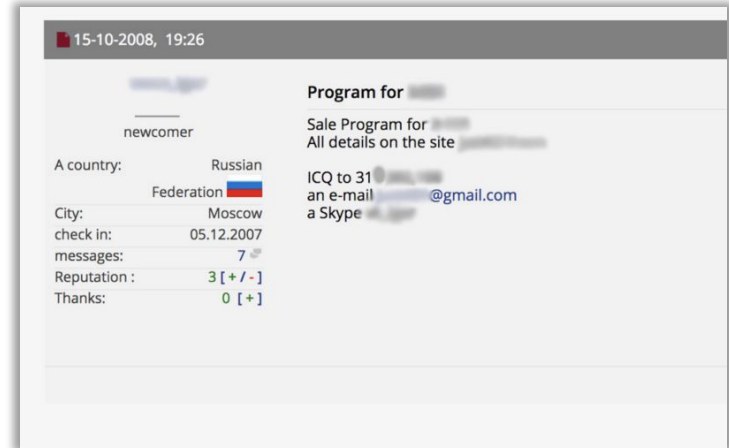 15-10-2008, 19:26
newcomer
A country: Russian
Federation
City: Moscow
check in: 05.12.2007
messages: 7
Reputation : 3 [ + / - ]
Thanks: 0 [ + ]
Program for
Sale Program for
All details on the site
ICQ to 31
an e-mail @gmail.com
a Skype